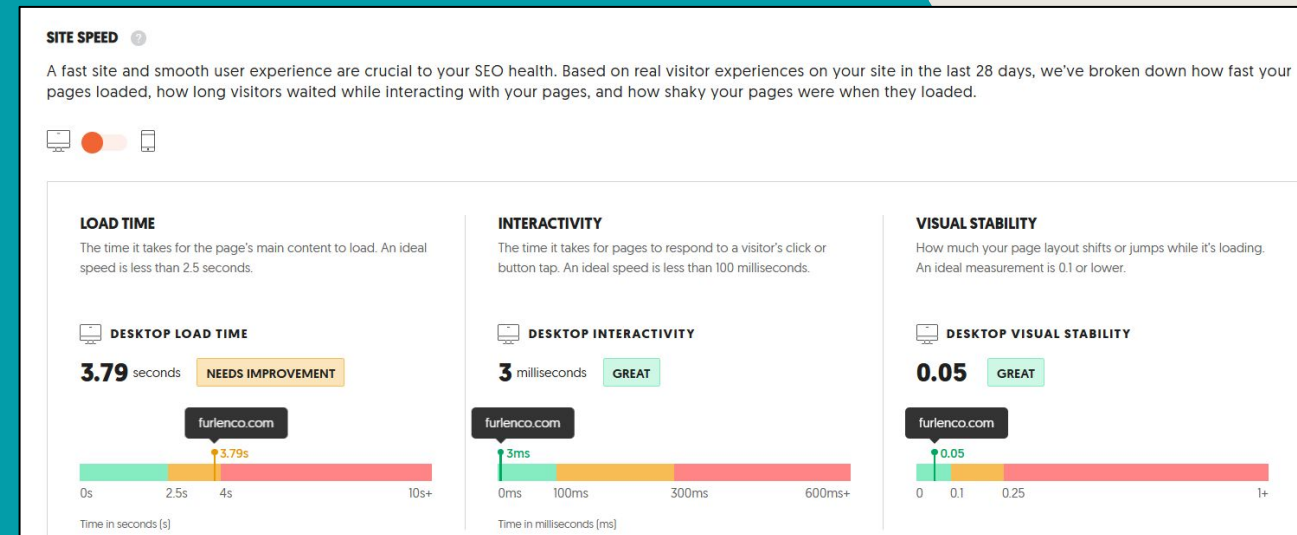 SITE SPEED ?
A fast site and smooth user experience are crucial to your SEO health. Based on real visitor experiences on your site in the last 28 days, we've broken down how fast your
pages loaded, how long visitors waited while interacting with your pages, and how shaky your pages were when they loaded.
LOAD TIME
The time it takes for the page's main content to load. An ideal
speed is less than 2.5 seconds.
DESKTOP LOAD TIME
3.79 seconds NEEDS IMPROVEMENT
furlenco.com
3.79s
0s 2.5s 4s 10s+
Time in seconds (s)
INTERACTIVITY
The time it takes for pages to respond to a visitor's click or
button tap. An ideal speed is less than 100 milliseconds.
DESKTOP INTERACTIVITY
3 milliseconds GREAT
furlenco.com
3ms
0ms 100ms 300ms 600ms+
Time in milliseconds (ms)
VISUAL STABILITY
How much your page layout shifts or jumps while it's loading.
An ideal measurement is 0.1 or lower.
DESKTOP VISUAL STABILITY
0.05 GREAT
furlenco.com
0.05
0 0.1 0.25 1+